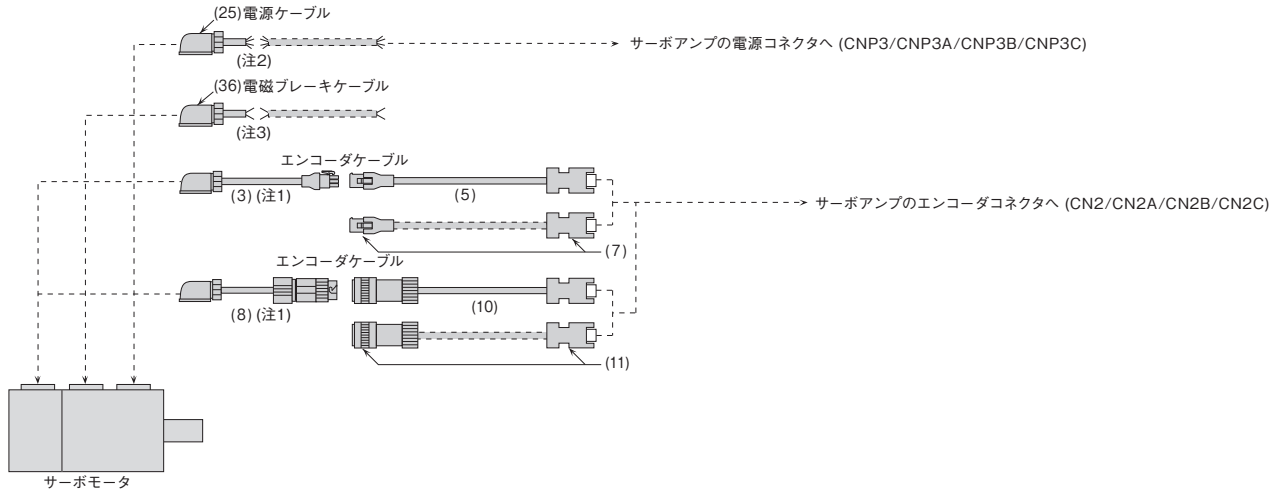 (25)電源ケーブル
サーボアンプの電源コネクタへ (CNP3/CNP3A/CNP3B/CNP3C)
(注2)
(36)電磁ブレーキケーブル
(注3)
エンコーダケーブル
(3) (注1)
(5)
サーボアンプのエンコーダコネクタへ (CN2/CN2A/CN2B/CN2C)
(7)
エンコーダケーブル
(8) (注1)
(10)
(11)
サーボモータ